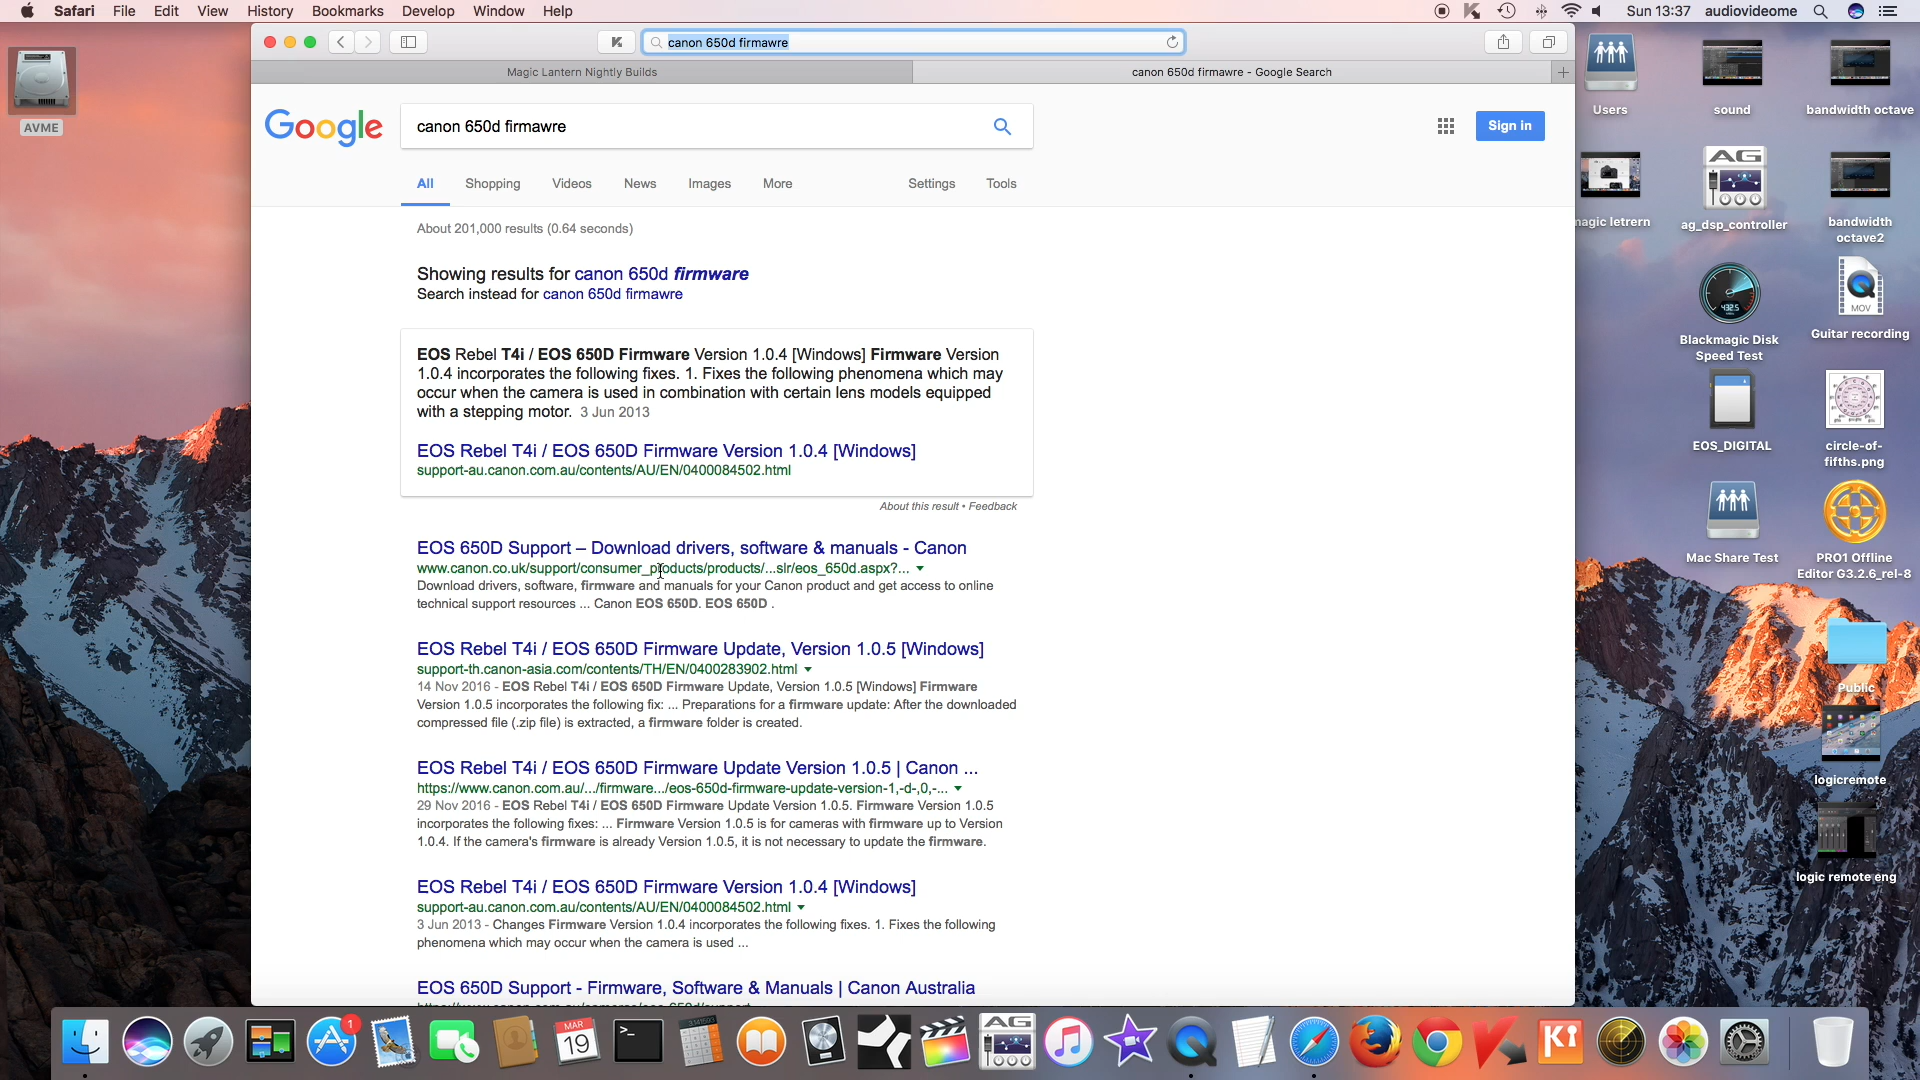 Safari File Edit View History Bookmarks Develop Window Help
Sun 13:37 audiovideome
canon 650d firmawre
Magic Lantern Nightly Builds
canon 650d firmawre - Google Search
Google
canon 650d firmawre
Sign in
All Shopping Videos News Images More Settings Tools
About 201,000 results (0.64 seconds)
Showing results for canon 650d firmware
Search instead for canon 650d firmawre
EOS Rebel T4i / EOS 650D Firmware Version 1.0.4 [Windows] Firmware Version
1.0.4 incorporates the following fixes. 1. Fixes the following phenomena which may
occur when the camera is used in combination with certain lens models equipped
with a stepping motor. 3 Jun 2013
EOS Rebel T4i / EOS 650D Firmware Version 1.0.4 [Windows]
support-au.canon.com.au/contents/AU/EN/0400084502.html
About this result • Feedback
EOS 650D Support – Download drivers, software & manuals - Canon
www.canon.co.uk/support/consumer_products/products/...slr/eos_650d.aspx?...
Download drivers, software, firmware and manuals for your Canon product and get access to online
technical support resources ... Canon EOS 650D. EOS 650D .
EOS Rebel T4i / EOS 650D Firmware Update, Version 1.0.5 [Windows]
support-th.canon-asia.com/contents/TH/EN/0400283902.html
14 Nov 2016 - EOS Rebel T4i / EOS 650D Firmware Update, Version 1.0.5 [Windows] Firmware
Version 1.0.5 incorporates the following fix: ... Preparations for a firmware update: After the downloaded
compressed file (.zip file) is extracted, a firmware folder is created.
EOS Rebel T4i / EOS 650D Firmware Update Version 1.0.5 | Canon ...
https://www.canon.com.au/.../firmware.../eos-650d-firmware-update-version-1,-d-,0,-...
29 Nov 2016 - EOS Rebel T4i / EOS 650D Firmware Update Version 1.0.5. Firmware Version 1.0.5
incorporates the following fixes: ... Firmware Version 1.0.5 is for cameras with firmware up to Version
1.0.4. If the camera's firmware is already Version 1.0.5, it is not necessary to update the firmware.
EOS Rebel T4i / EOS 650D Firmware Version 1.0.4 [Windows]
support-au.canon.com.au/contents/AU/EN/0400084502.html
3 Jun 2013 - Changes Firmware Version 1.0.4 incorporates the following fixes. 1. Fixes the following
phenomena which may occur when the camera is used ...
EOS 650D Support - Firmware, Software & Manuals | Canon Australia
AVME
Users
sound
bandwidth octave
magic letrern
AG
ag_dsp_controller
bandwidth
octave2
432.5
Blackmagic Disk
Speed Test
MOV
Guitar recording
EOS_DIGITAL
circle-of-
fifths.png
Mac Share Test
PRO1 Offline
Editor G3.2.6_rel-8
Public
logicremote
logic remote eng
1
MAR
19
AG